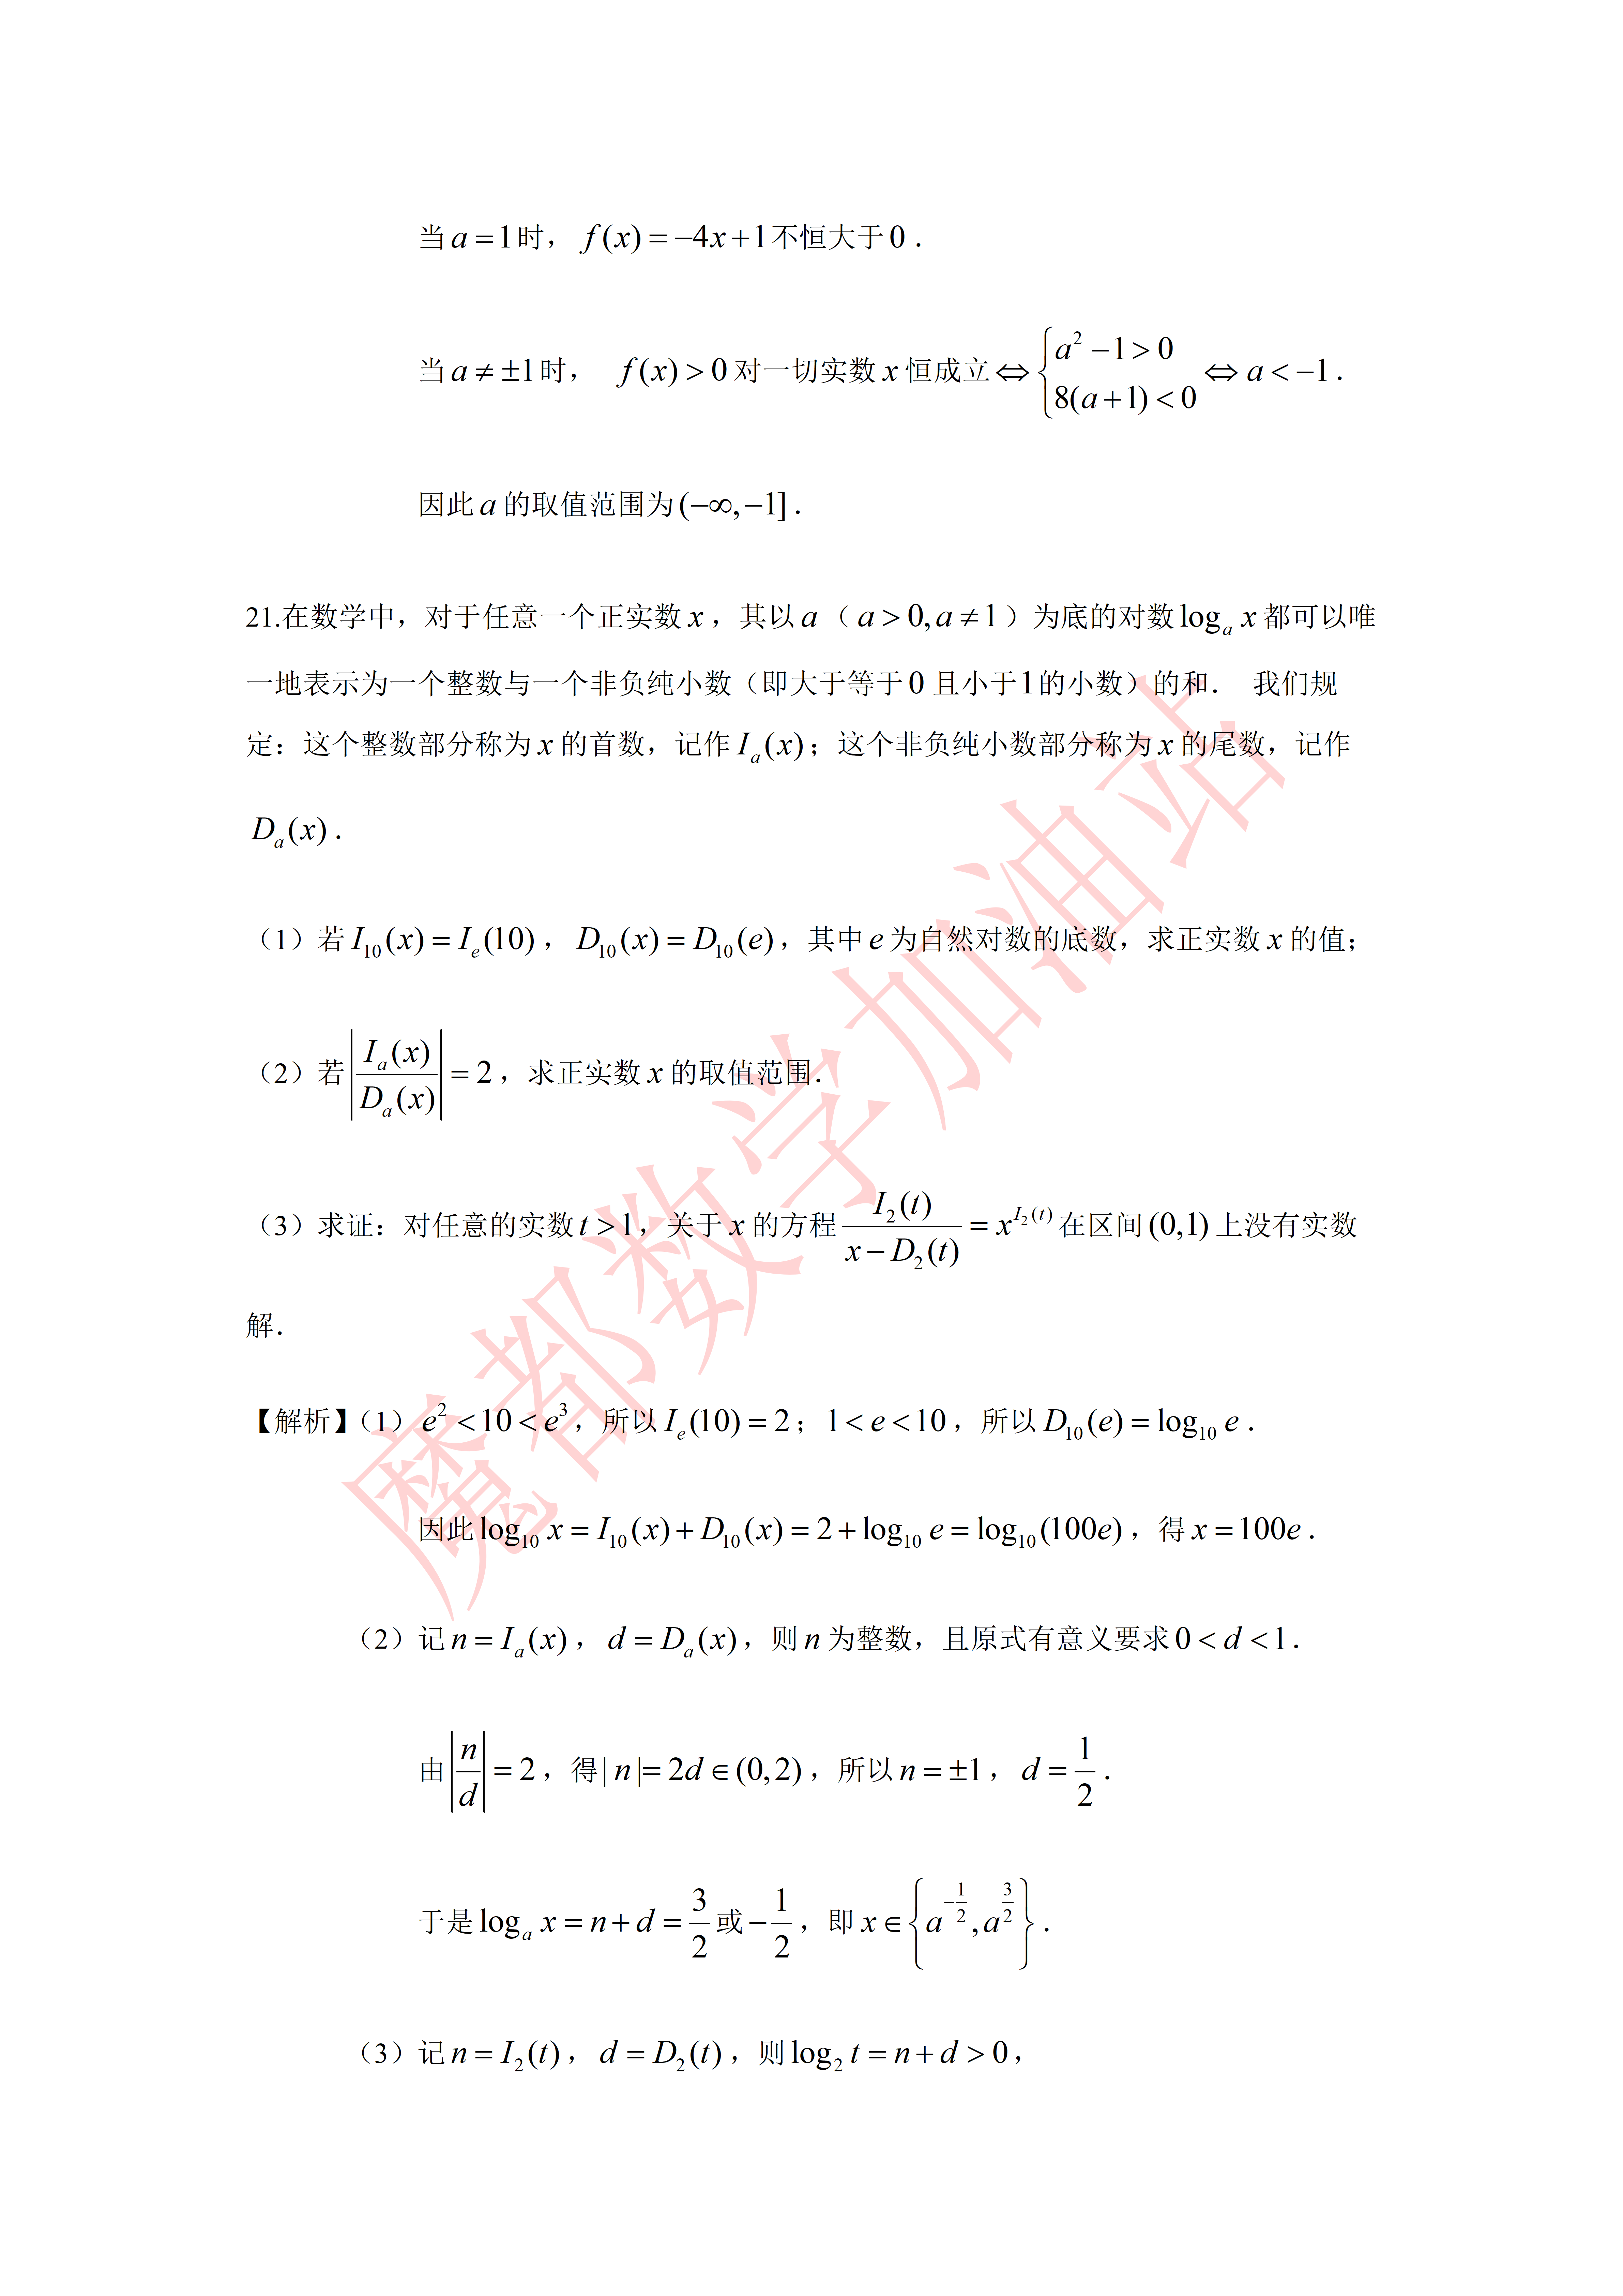 当 $a=1$ 时， $f(x)=-4x+1$ 不恒大于 $0$ .
当 $a\neq\pm1$ 时， $f(x)>0$ 对一切实数 $x$ 恒成立 $\Leftrightarrow\begin{cases}a^2-1>0\\8(a+1)<0\end{cases}\Leftrightarrow a<-1$ .
因此 $a$ 的取值范围为 $(-\infty,-1]$ .
21.在数学中，对于任意一个正实数 $x$ ，其以 $a$ （ $a>0,a\neq1$ ）为底的对数 $\log_a x$ 都可以唯
一地表示为一个整数与一个非负纯小数（即大于等于 $0$ 且小于 $1$ 的小数）的和． 我们规
定：这个整数部分称为 $x$ 的首数，记作 $I_a(x)$ ；这个非负纯小数部分称为 $x$ 的尾数，记作
$D_a(x)$ .
（1）若 $I_{10}(x)=I_e(10)$ ， $D_{10}(x)=D_{10}(e)$ ，其中 $e$ 为自然对数的底数，求正实数 $x$ 的值；
（2）若 $\left|\frac{I_a(x)}{D_a(x)}\right|=2$ ，求正实数 $x$ 的取值范围．
（3）求证：对任意的实数 $t>1$ ，关于 $x$ 的方程 $\frac{I_2(t)}{x-D_2(t)}=x^{I_2(t)}$ 在区间 $(0,1)$ 上没有实数
解．
【解析】（1） $e^2<10<e^3$ ，所以 $I_e(10)=2$ ； $1<e<10$ ，所以 $D_{10}(e)=\log_{10}e$ .
因此 $\log_{10}x=I_{10}(x)+D_{10}(x)=2+\log_{10}e=\log_{10}(100e)$ ，得 $x=100e$ .
（2）记 $n=I_a(x)$ ， $d=D_a(x)$ ，则 $n$ 为整数，且原式有意义要求 $0<d<1$ .
由 $\left|\frac{n}{d}\right|=2$ ，得 $|n|=2d\in(0,2)$ ，所以 $n=\pm1$ ， $d=\frac{1}{2}$ .
于是 $\log_a x=n+d=\frac{3}{2}$ 或 $-\frac{1}{2}$ ，即 $x\in\left\{a^{-\frac{1}{2}},a^{\frac{3}{2}}\right\}$ .
（3）记 $n=I_2(t)$ ， $d=D_2(t)$ ，则 $\log_2 t=n+d>0$ ，
魔都数学加油站